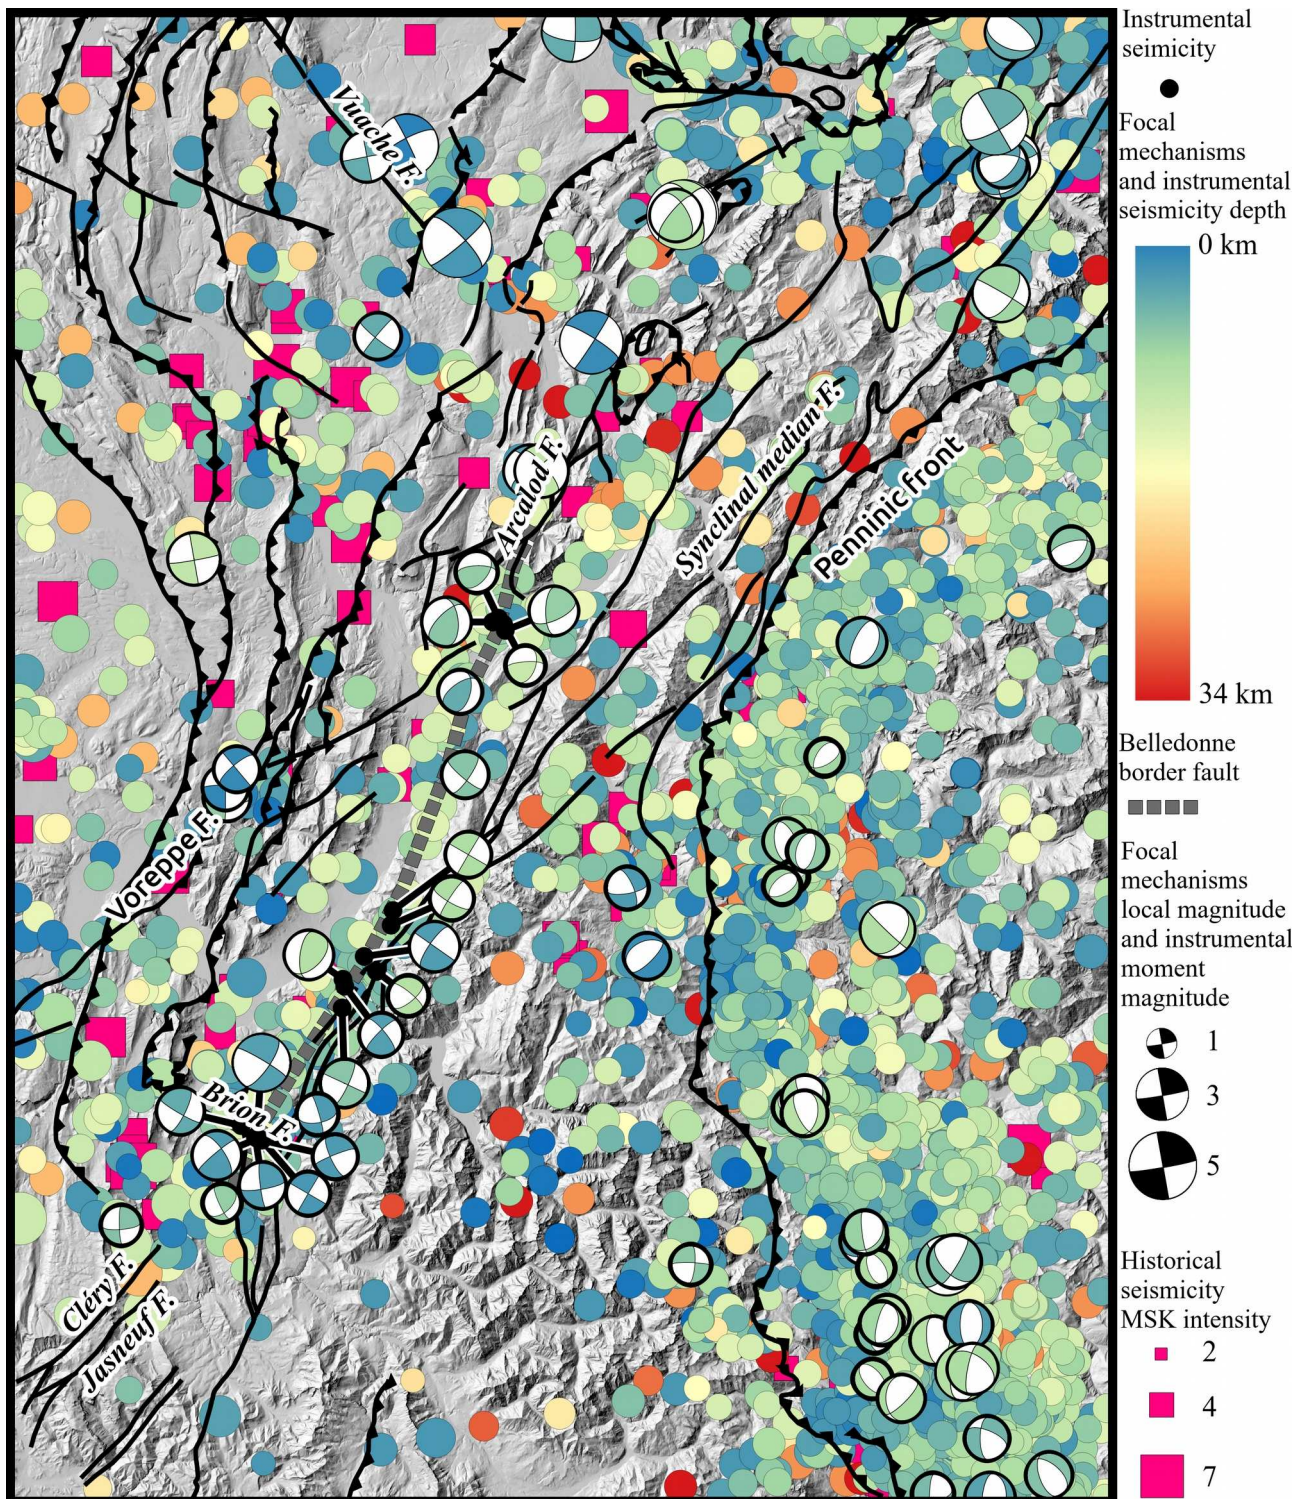 Vuache F.
Arcalod F.
Synclinal median F.
Penninic front
Voreppe F.
Brion F.
Cléry F.
Jasneuf F.
Instrumental
seimicity
Focal
mechanisms
and instrumental
seismicity depth
0 km
34 km
Belledonne
border fault
Focal
mechanisms
local magnitude
and instrumental
moment
magnitude
1
3
5
Historical
seismicity
MSK intensity
2
4
7